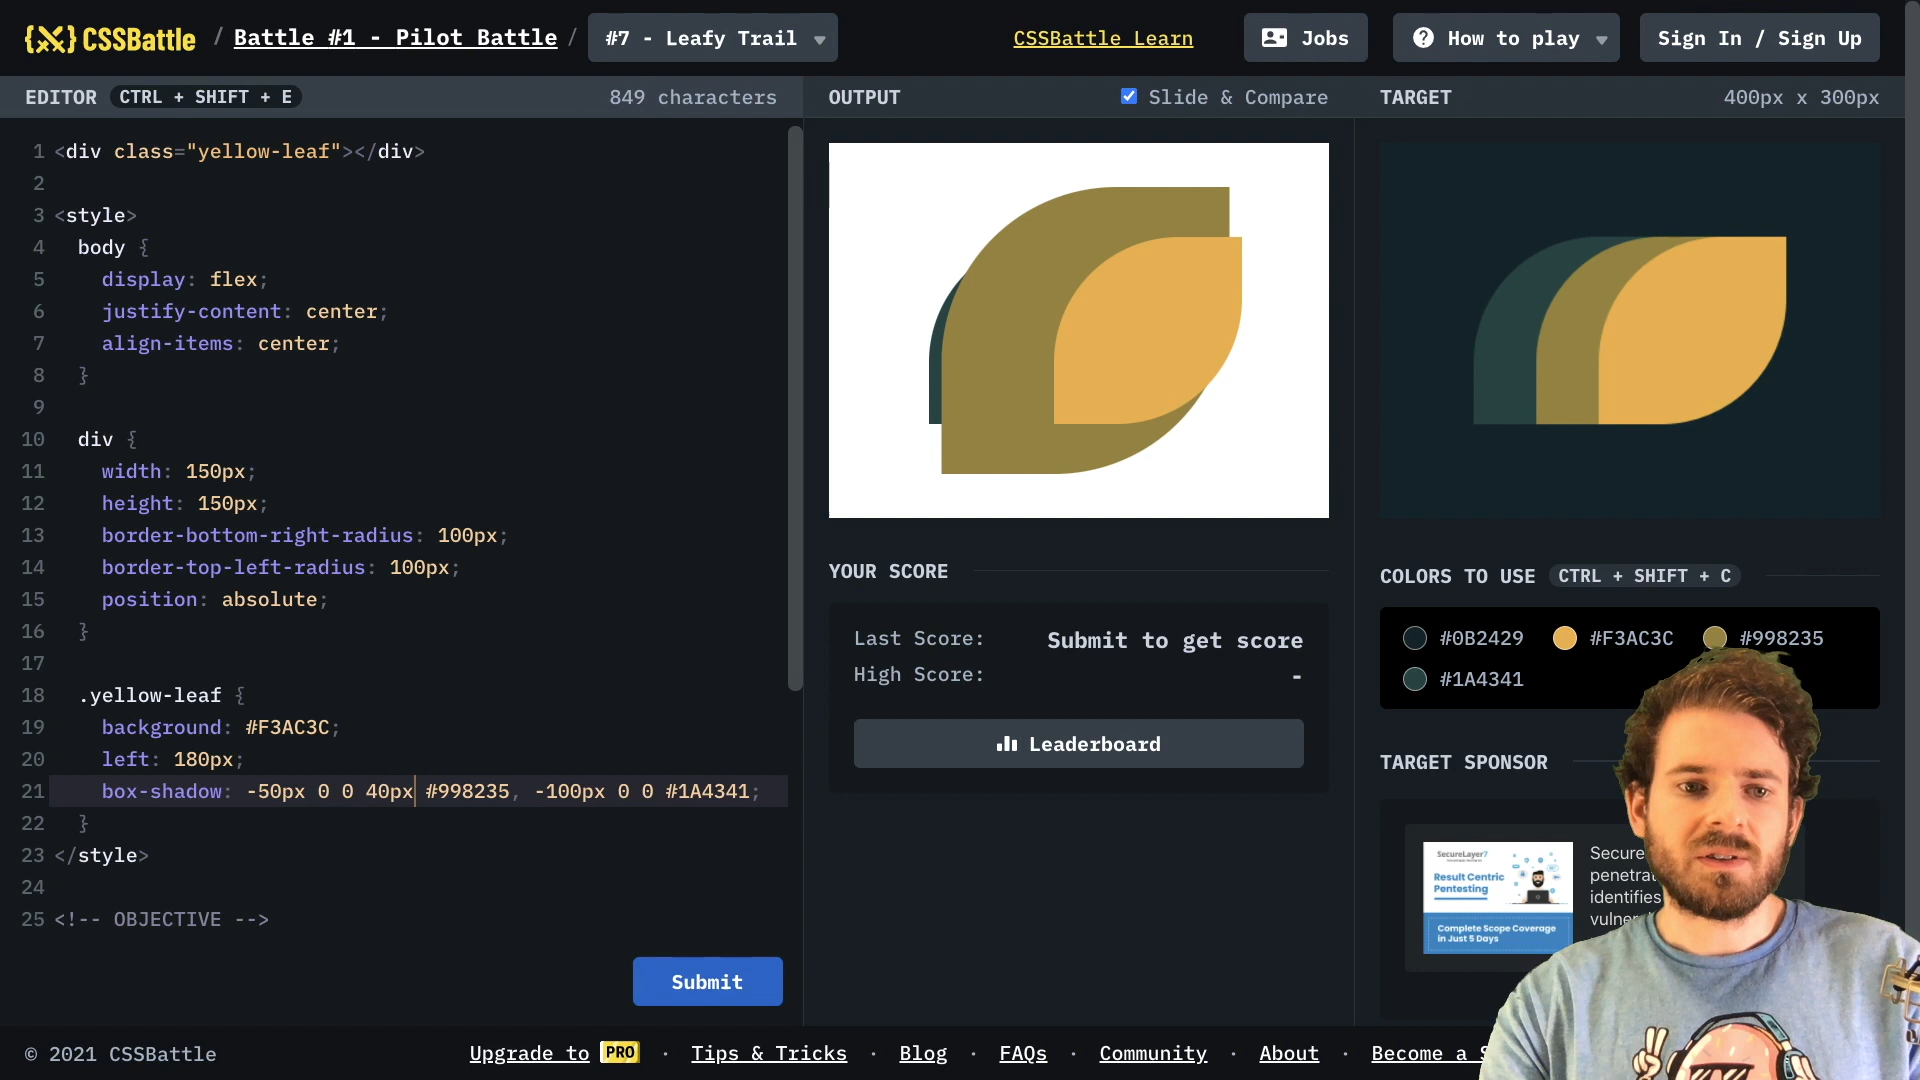 CSSBattle / Battle #1 - Pilot Battle / #7 - Leafy Trail
CSSBattle Learn Jobs How to play Sign In / Sign Up
EDITOR CTRL + SHIFT + E 849 characters
OUTPUT Slide & Compare
TARGET 400px x 300px
1 <div class="yellow-leaf"></div>
2
3 <style>
4 body {
5 display: flex;
6 justify-content: center;
7 align-items: center;
8 }
9
10 div {
11 width: 150px;
12 height: 150px;
13 border-bottom-right-radius: 100px;
14 border-top-left-radius: 100px;
15 position: absolute;
16 }
17
18 .yellow-leaf {
19 background: #F3AC3C;
20 left: 180px;
21 box-shadow: -50px 0 0 40px #998235, -100px 0 0 #1A4341;
22 }
23 </style>
24
25 <!-- OBJECTIVE -->
Submit
YOUR SCORE
Last Score: Submit to get score
High Score: -
Leaderboard
COLORS TO USE CTRL + SHIFT + C
#0B2429 #F3AC3C #998235
#1A4341
TARGET SPONSOR
SecureLayer7
Result Centric
Pentesting
Complete Scope Coverage
in Just 5 Days
identifies
© 2021 CSSBattle
Upgrade to PRO · Tips & Tricks · Blog · FAQs · Community · About · Become a